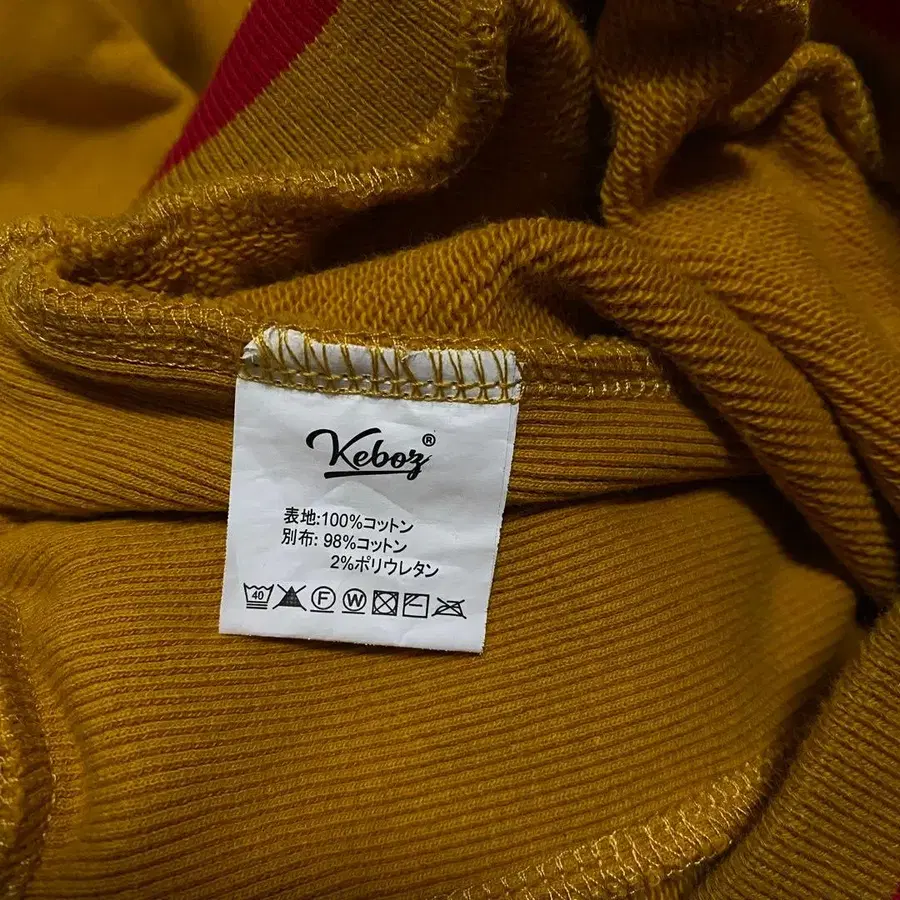 Keboz®
表地:100%コットン
別布: 98%コットン
2%ポリウレタン
40 F W